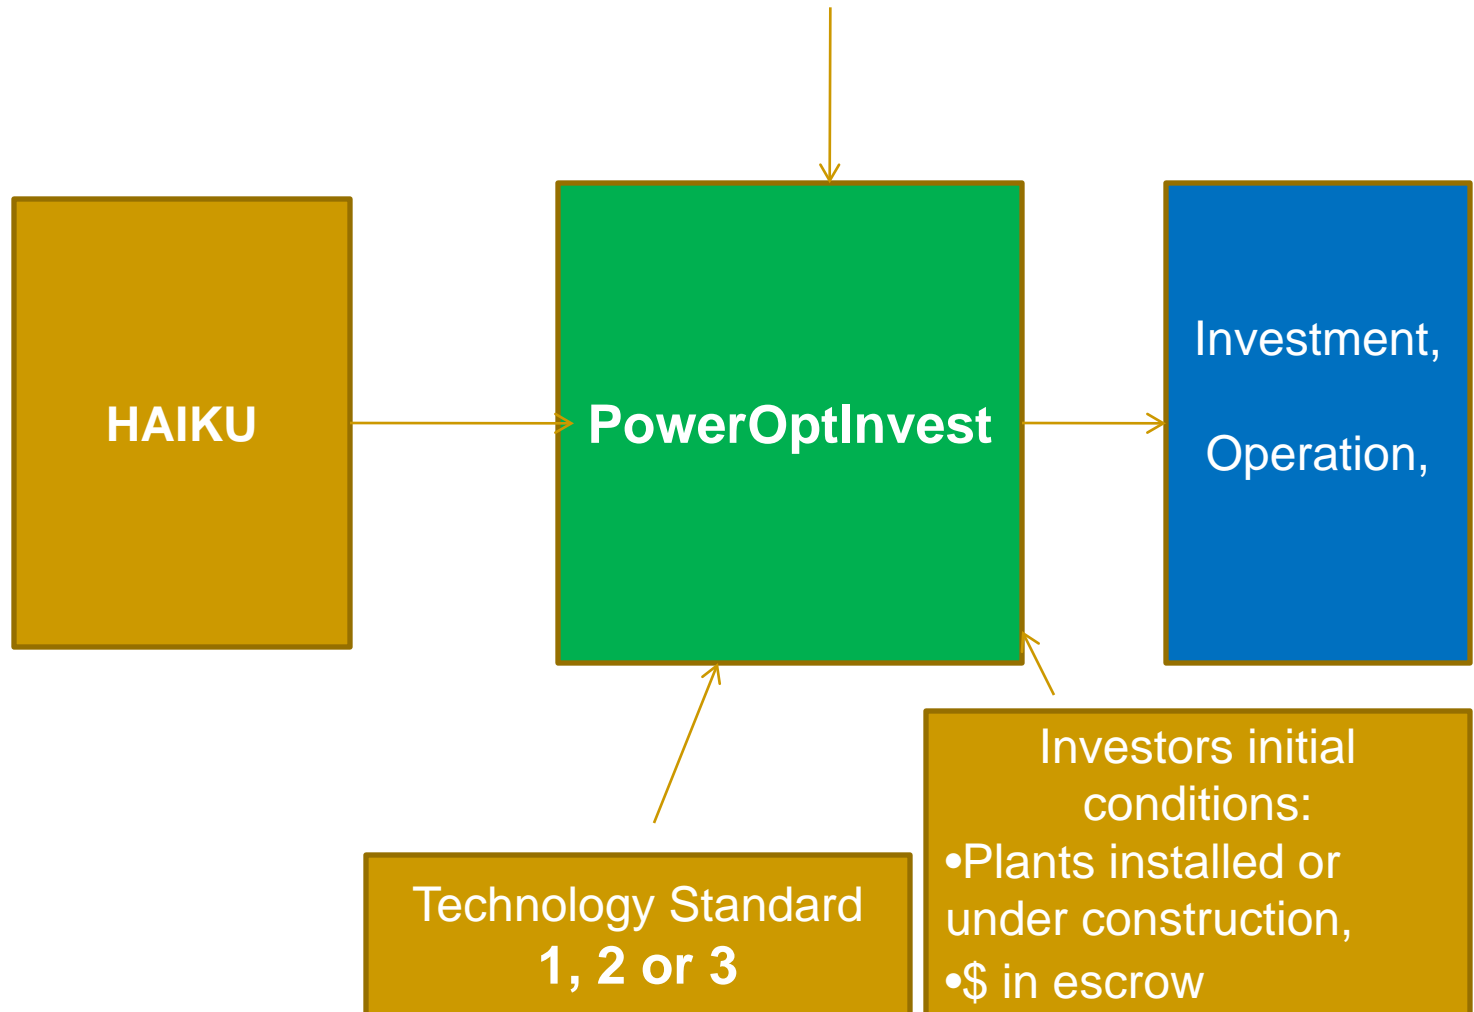 HAIKU
PowerOptInvest
Investment,
Operation,
Technology Standard
1, 2 or 3
Investors initial
conditions:
•Plants installed or
under construction,
•$ in escrow